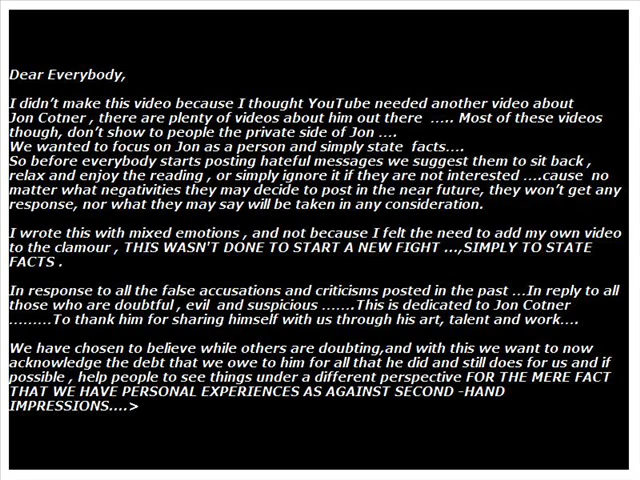 Dear Everybody,
I didn't make this video because I thought YouTube needed another video about
Jon Cotner , there are plenty of videos about him out there ..... Most of these videos
though, don't show to people the private side of Jon ....
We wanted to focus on Jon as a person and simply state facts....
So before everybody starts posting hateful messages we suggest them to sit back ,
relax and enjoy the reading , or simply ignore it if they are not interested ....cause no
matter what negativities they may decide to post in the near future, they won't get any
response, nor what they may say will be taken in any consideration.
I wrote this with mixed emotions , and not because I felt the need to add my own video
to the clamour , THIS WASN'T DONE TO START A NEW FIGHT ...,SIMPLY TO STATE
FACTS .
In response to all the false accusations and criticisms posted in the past ...In reply to all
those who are doubtful , evil and suspicious .......This is dedicated to Jon Cotner
.........To thank him for sharing himself with us through his art, talent and work....
We have chosen to believe while others are doubting,and with this we want to now
acknowledge the debt that we owe to him for all that he did and still does for us and if
possible , help people to see things under a different perspective FOR THE MERE FACT
THAT WE HAVE PERSONAL EXPERIENCES AS AGAINST SECOND -HAND
IMPRESSIONS....>